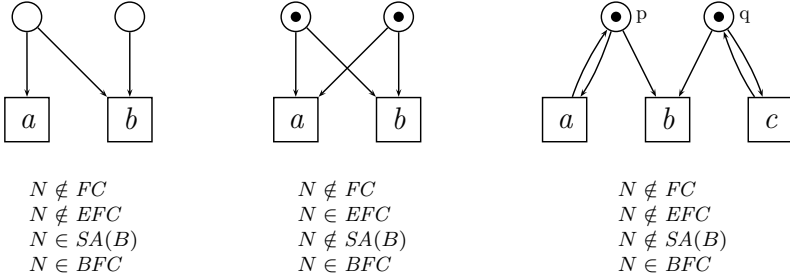 p q
a b a b a b c
N ∉ FC N ∉ FC N ∉ FC
N ∉ EFC N ∈ EFC N ∉ EFC
N ∈ SA(B) N ∉ SA(B) N ∉ SA(B)
N ∈ BFC N ∈ BFC N ∈ BFC